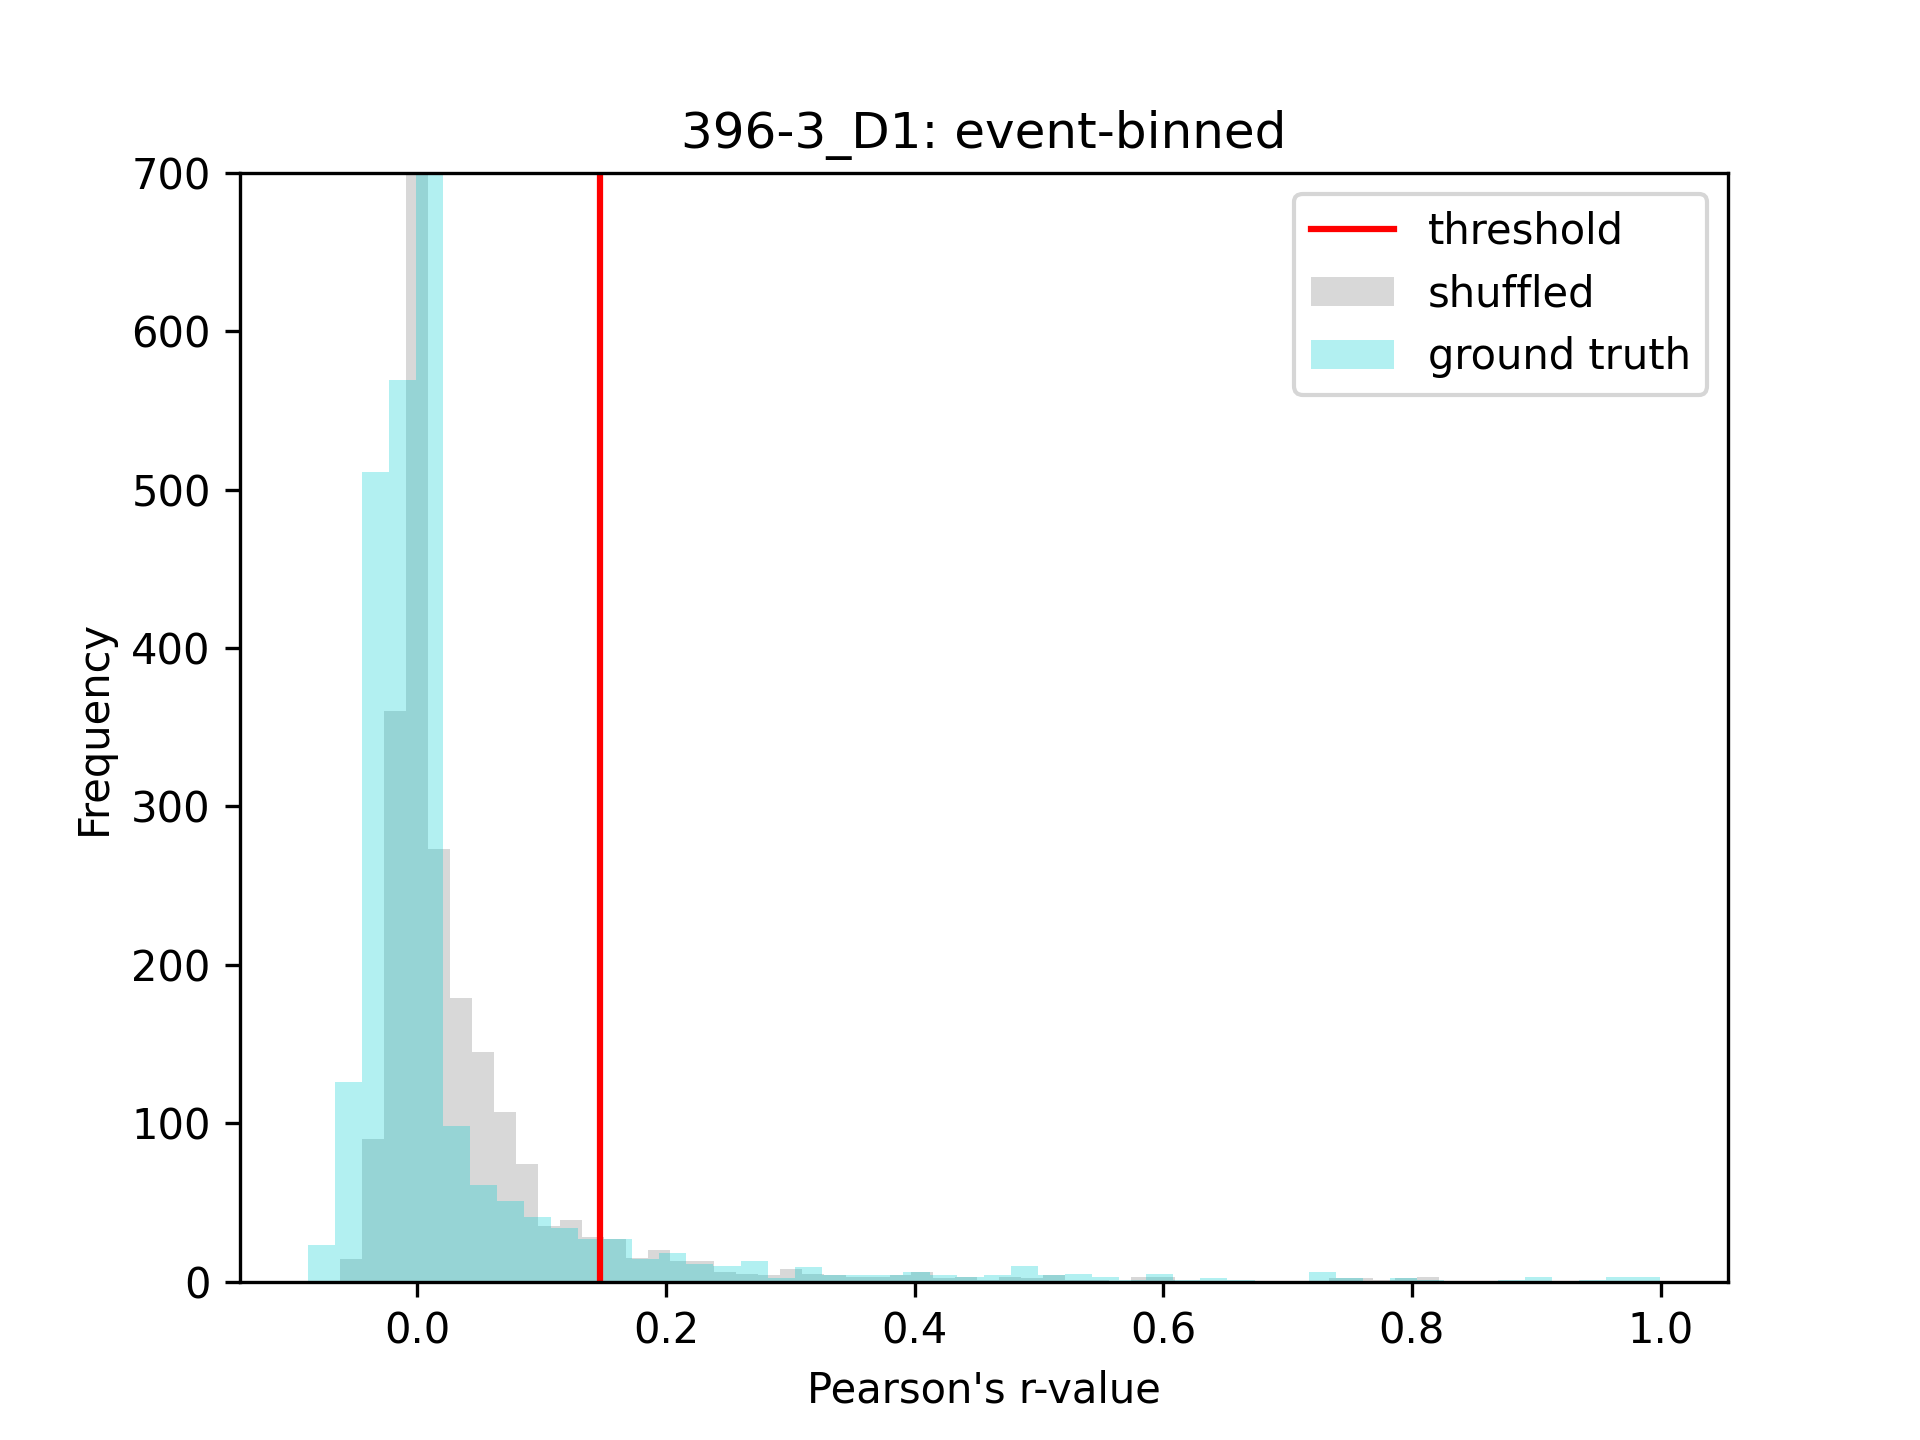 396-3_D1: event-binned
700
600
500
400
300
200
100
0
Frequency
threshold
shuffled
ground truth
0.0 0.2 0.4 0.6 0.8 1.0
Pearson's r-value